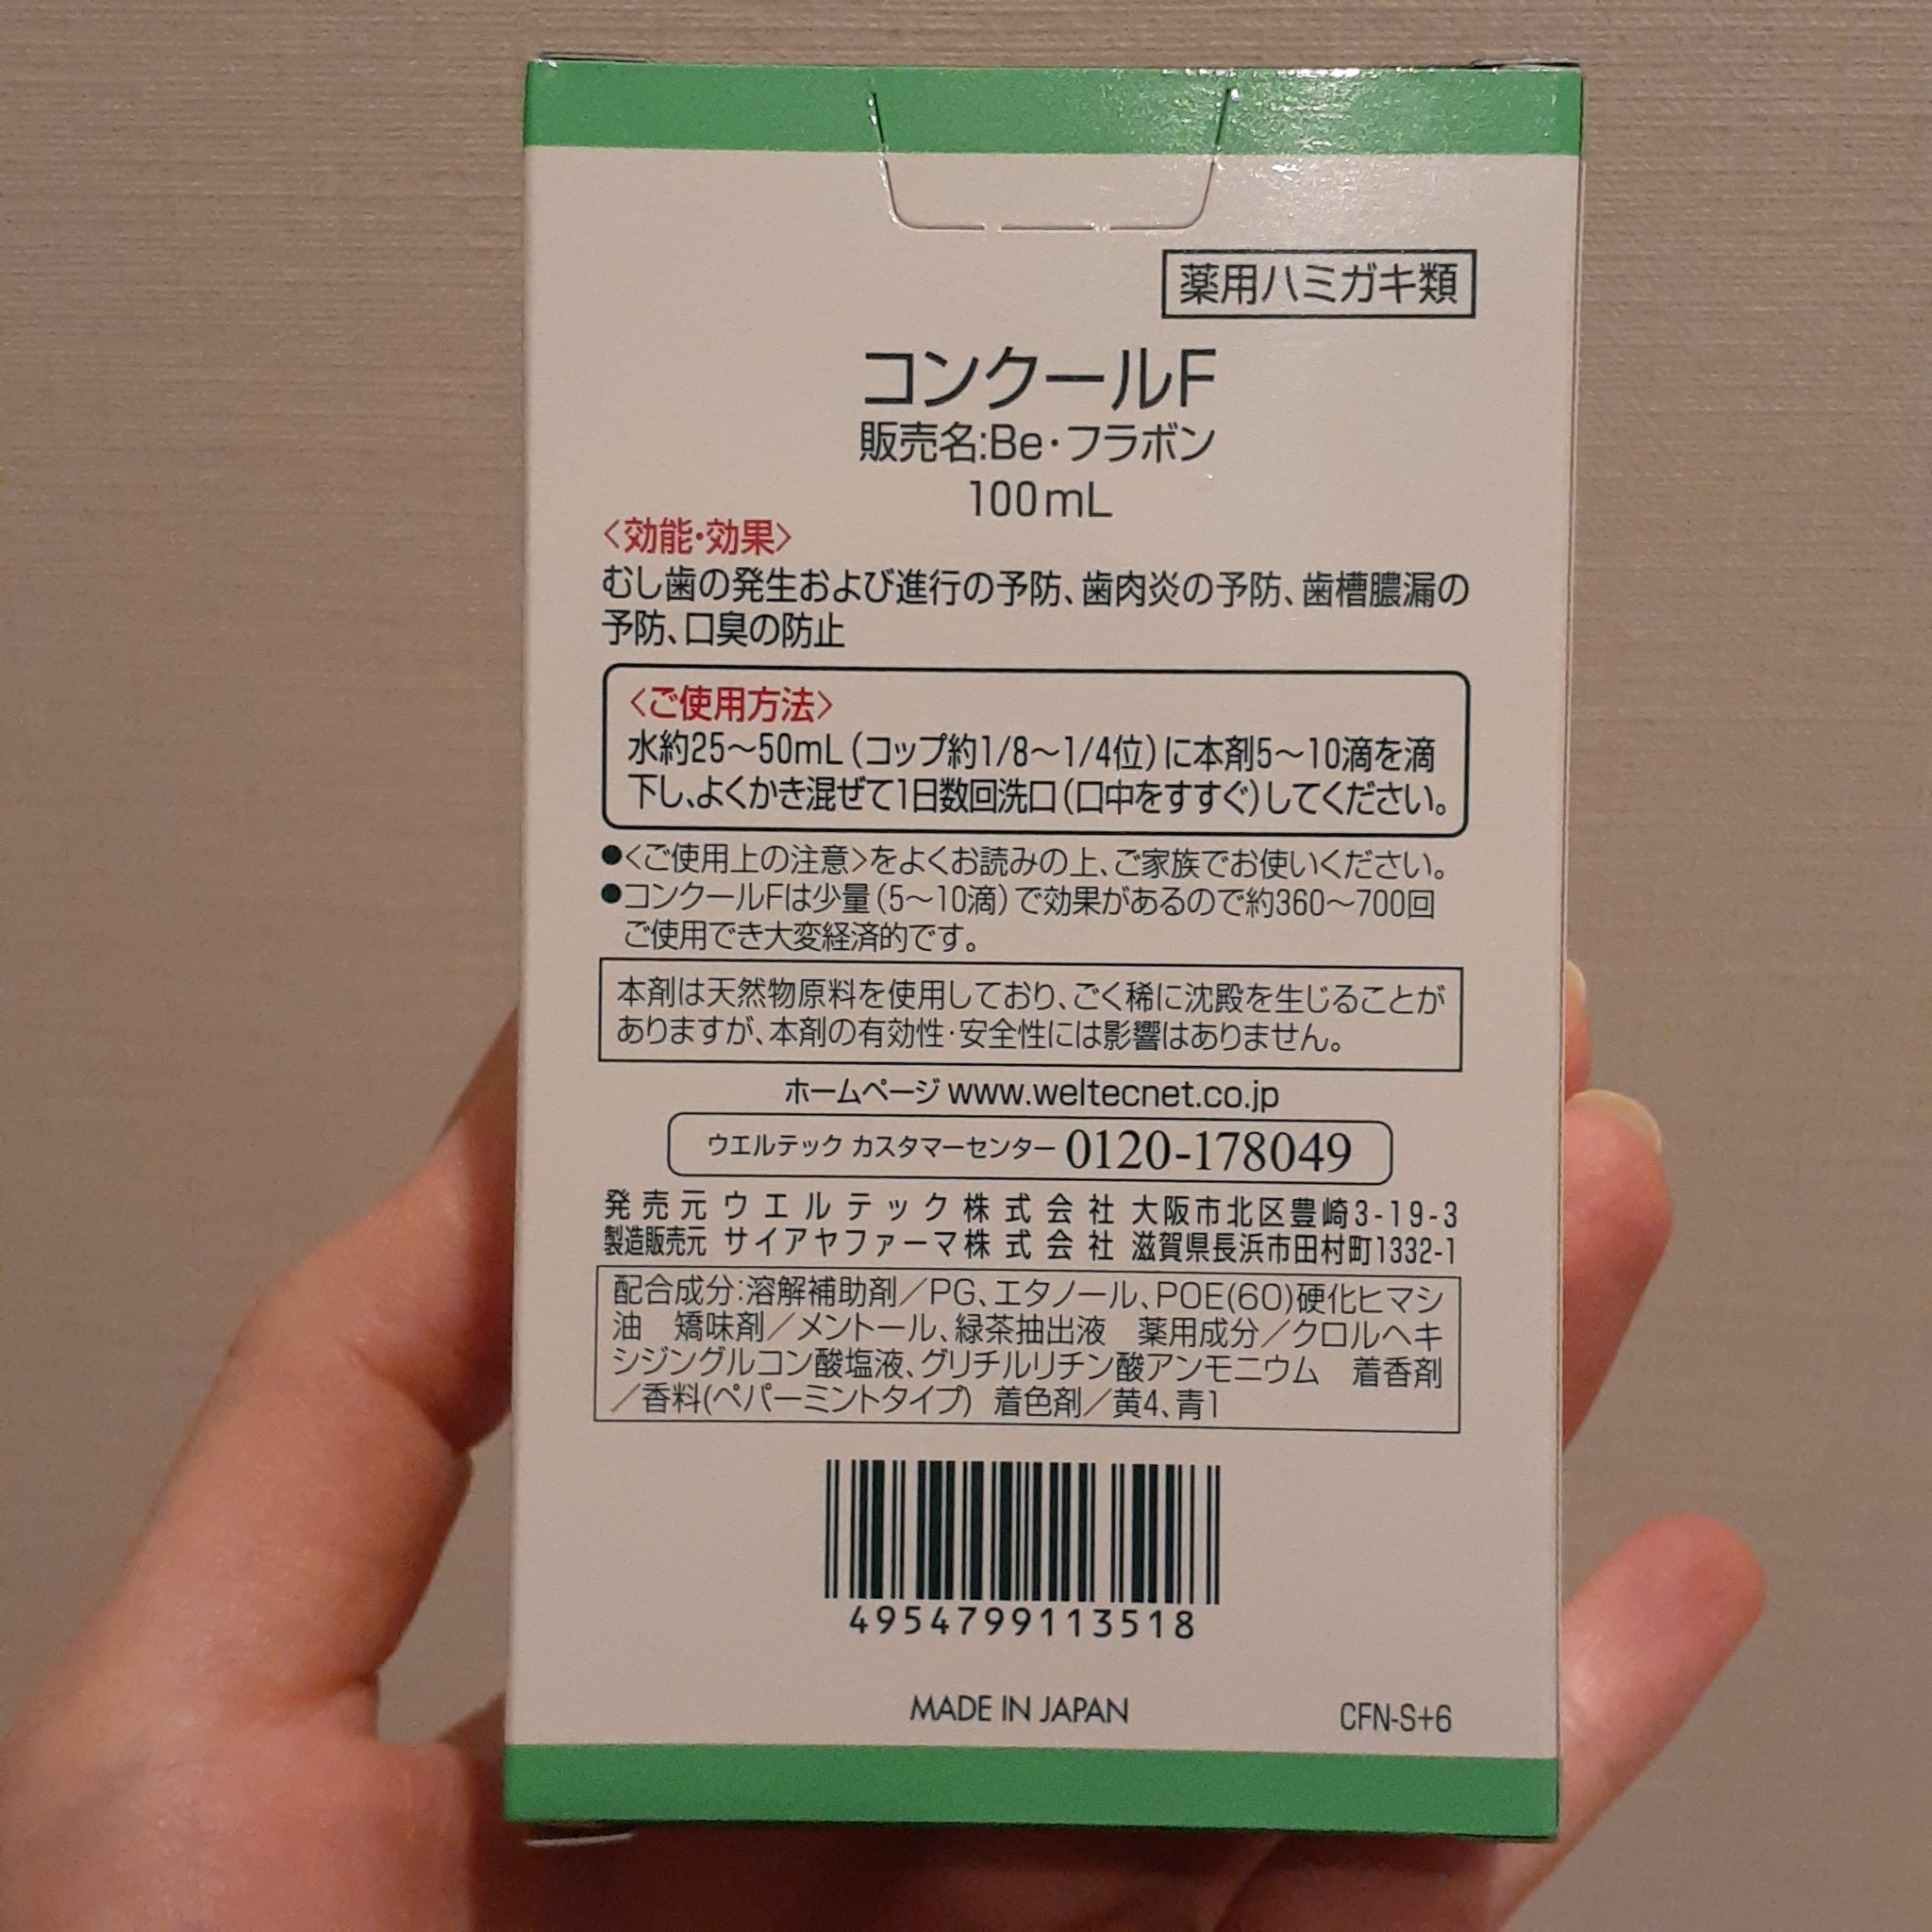 薬用ハミガキ類
コンクールF
販売名:Be・フラボン
100mL
〈効能・効果〉
むし歯の発生および進行の予防、歯肉炎の予防、歯槽膿漏の
予防、口臭の防止
〈ご使用方法〉
水約25〜50mL(コップ約1/8〜1/4位)に本剤5〜10滴を滴
下し、よくかき混ぜて1日数回洗口(口中をすすぐ)してください。
●〈ご使用上の注意〉をよくお読みの上、ご家族でお使いください。
●コンクールFは少量(5〜10滴)で効果があるので約360〜700回
ご使用でき大変経済的です。
本剤は天然物原料を使用しており、ごく稀に沈殿を生じることが
ありますが、本剤の有効性・安全性には影響はありません。
ホームページ www.weltecnet.co.jp
ウエルテック カスタマーセンター 0120-178049
発売元 ウエルテック株式会社 大阪市北区豊崎3-19-3
製造販売元 サイアヤファーマ株式会社 滋賀県長浜市田村町1332-1
配合成分:溶解補助剤/PG、エタノール、POE(60)硬化ヒマシ
油 矯味剤/メントール、緑茶抽出液 薬用成分/クロルヘキ
シジングルコン酸塩液、グリチルリチン酸アンモニウム 着香剤
/香料(ペパーミントタイプ) 着色剤/黄4、青1
4954799113518
MADE IN JAPAN
CFN-S+6